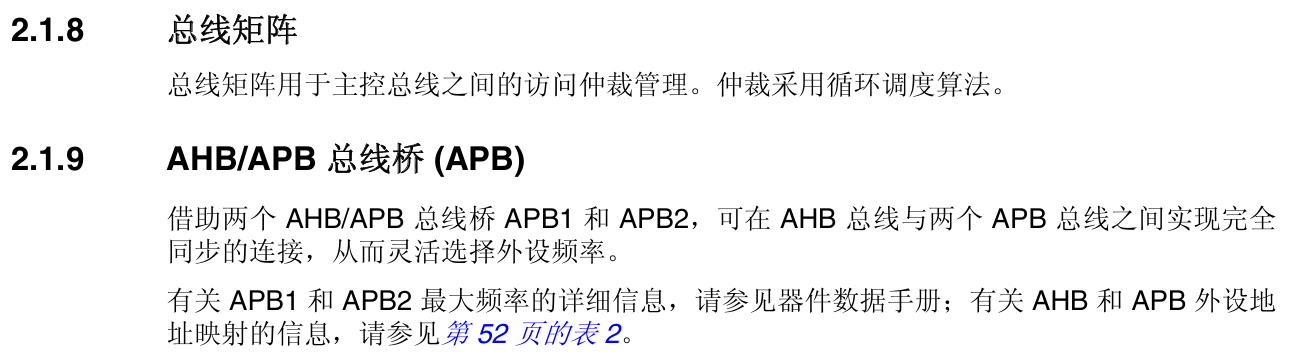 2.1.8 总线矩阵
总线矩阵用于主控总线之间的访问仲裁管理。仲裁采用循环调度算法。
2.1.9 AHB/APB 总线桥 (APB)
借助两个 AHB/APB 总线桥 APB1 和 APB2，可在 AHB 总线与两个 APB 总线之间实现完全
同步的连接，从而灵活选择外设频率。
有关 APB1 和 APB2 最大频率的详细信息，请参见器件数据手册；有关 AHB 和 APB 外设地
址映射的信息，请参见第 52 页的表 2。